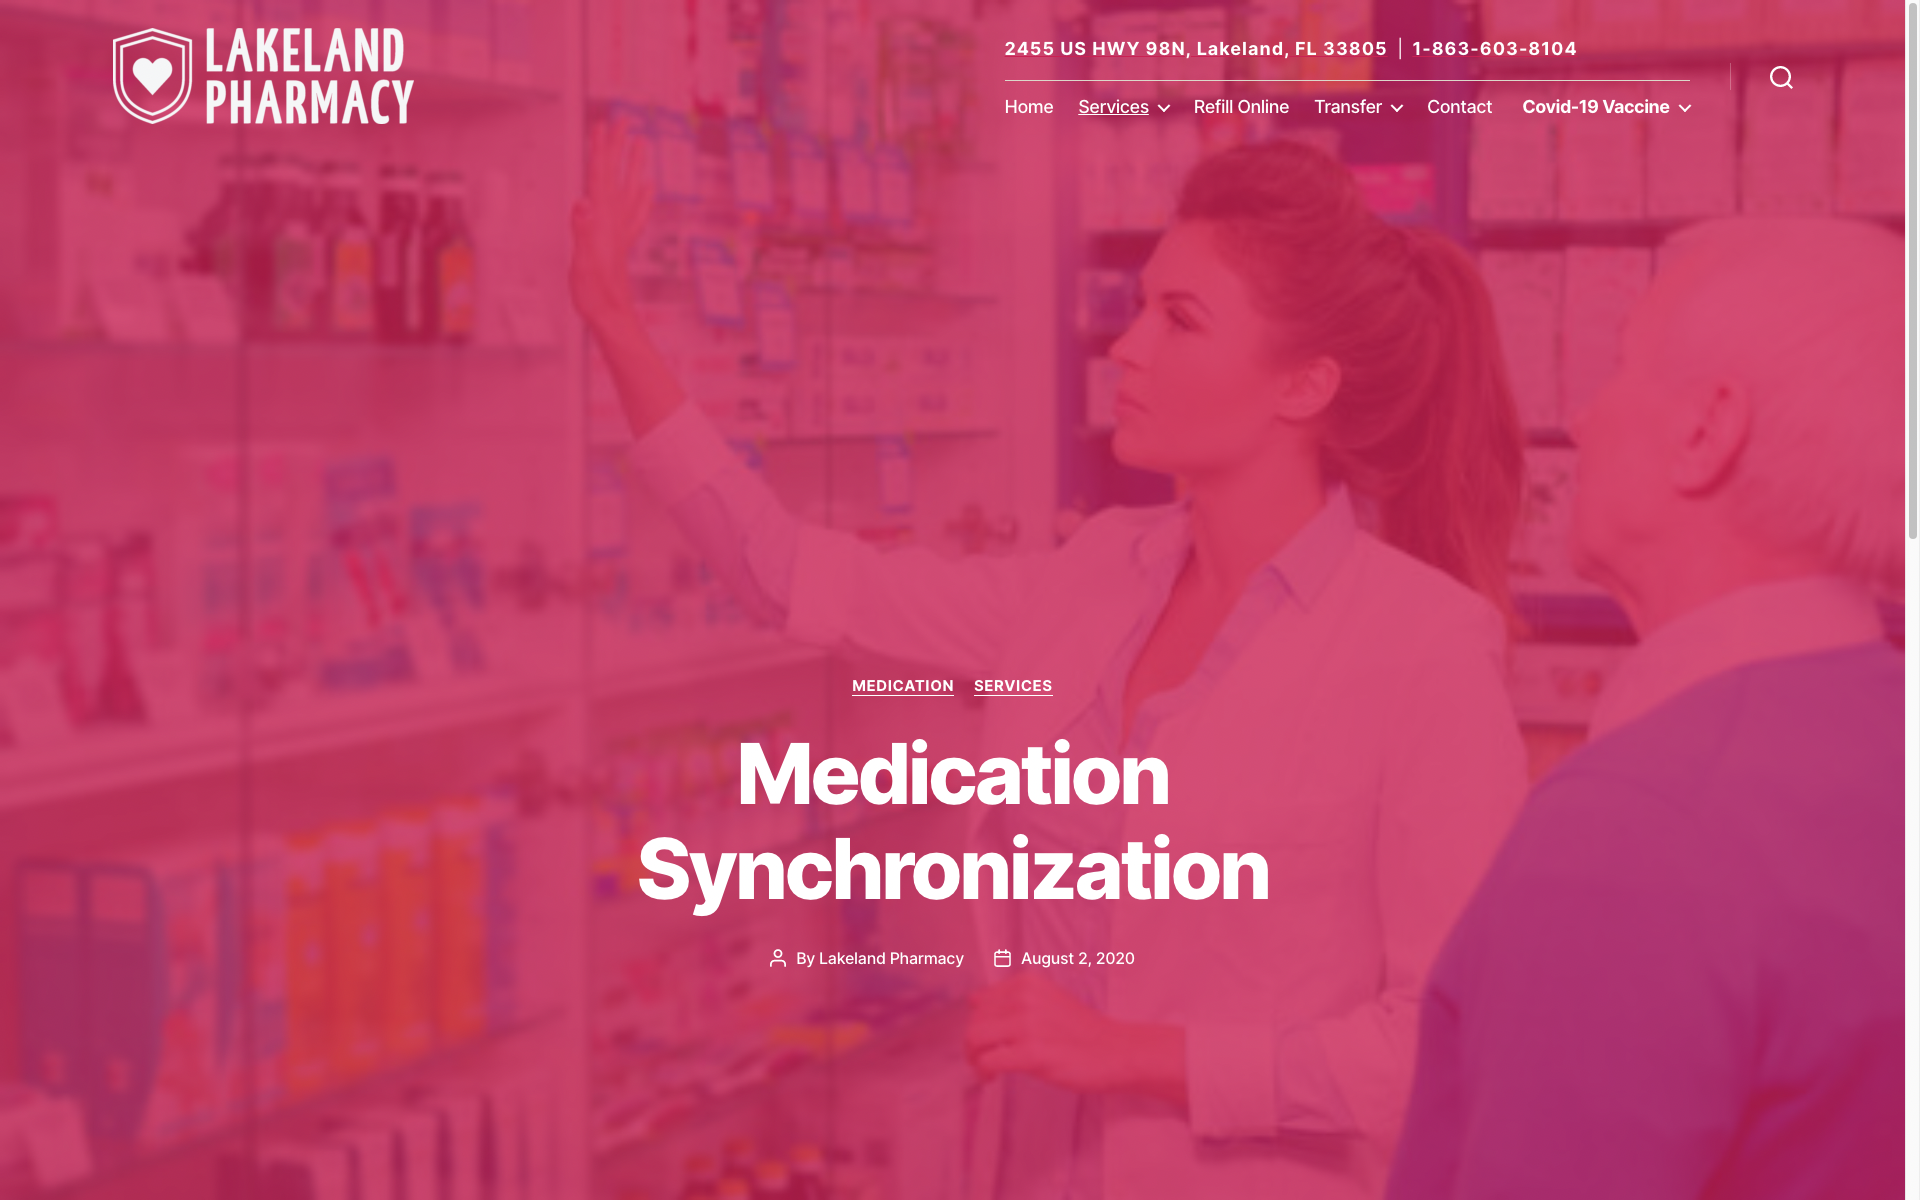 LAKELAND
PHARMACY
2455 US HWY 98N, Lakeland, FL 33805 | 1-863-603-8104
Home Services Refill Online Transfer Contact Covid-19 Vaccine
MEDICATION SERVICES
Medication
Synchronization
By Lakeland Pharmacy August 2, 2020